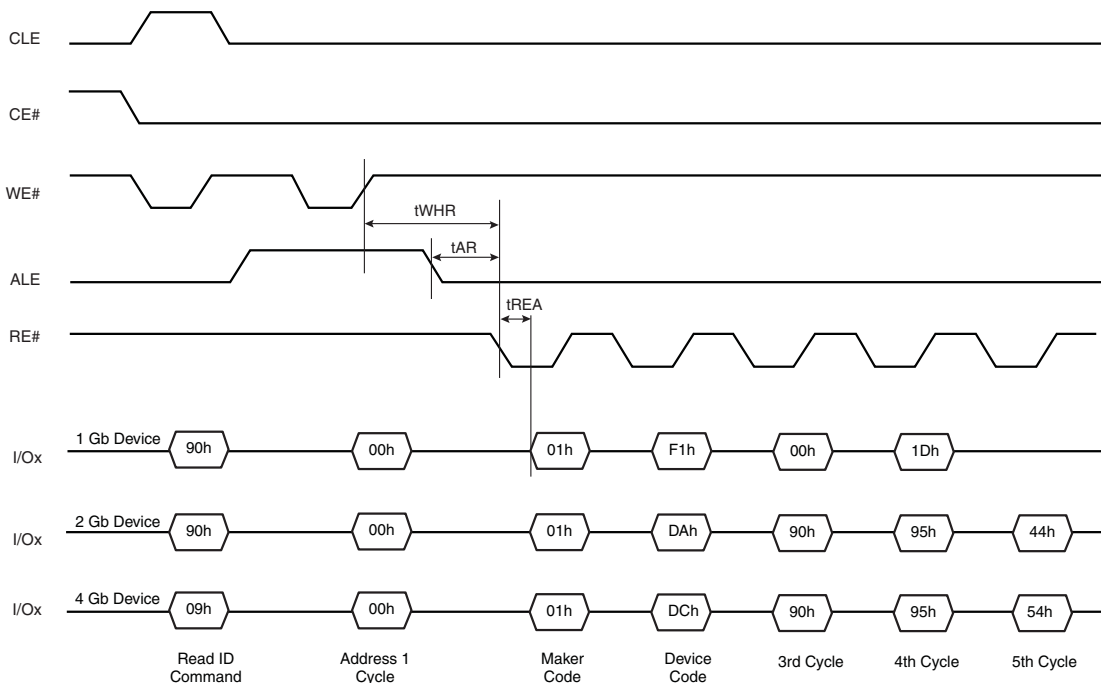 CLE
CE#
WE#
tWHR
tAR
ALE
tREA
RE#
I/Ox 1 Gb Device 90h 00h 01h F1h 00h 1Dh
I/Ox 2 Gb Device 90h 00h 01h DAh 90h 95h 44h
I/Ox 4 Gb Device 09h 00h 01h DCh 90h 95h 54h
Read ID Command
Address 1 Cycle
Maker Code
Device Code
3rd Cycle
4th Cycle
5th Cycle